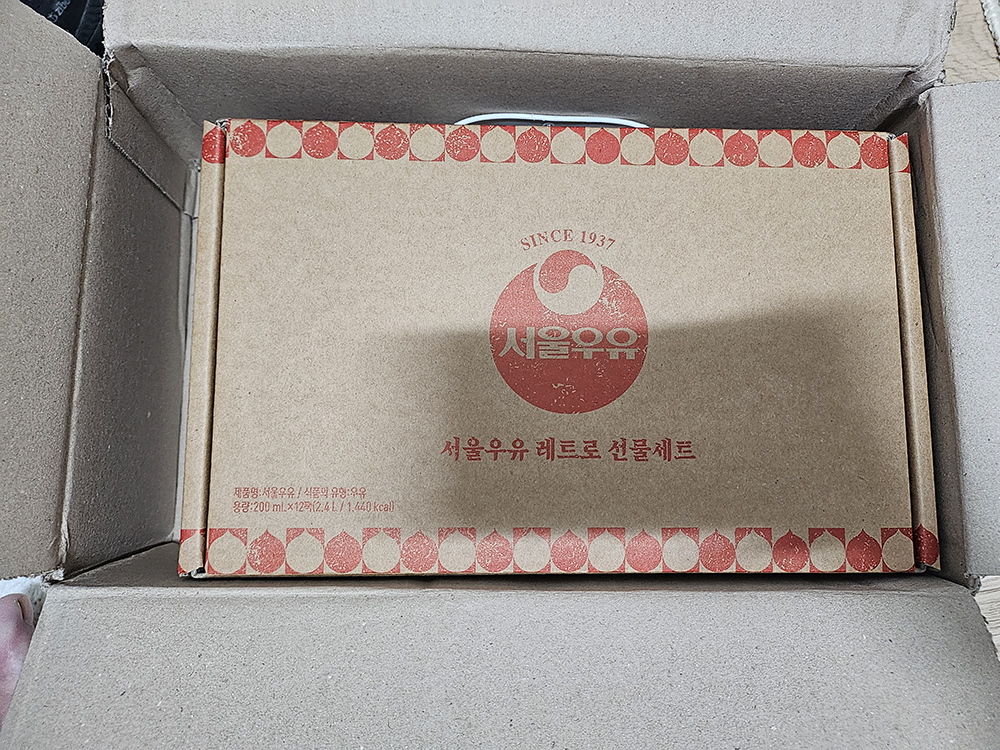 SINCE 1937
서울우유
서울우유 레트로 선물세트
제품명:서울우유 / 식품의 유형:우유
용량:200 mL×12팩(2.4 L / 1,440 kcal)